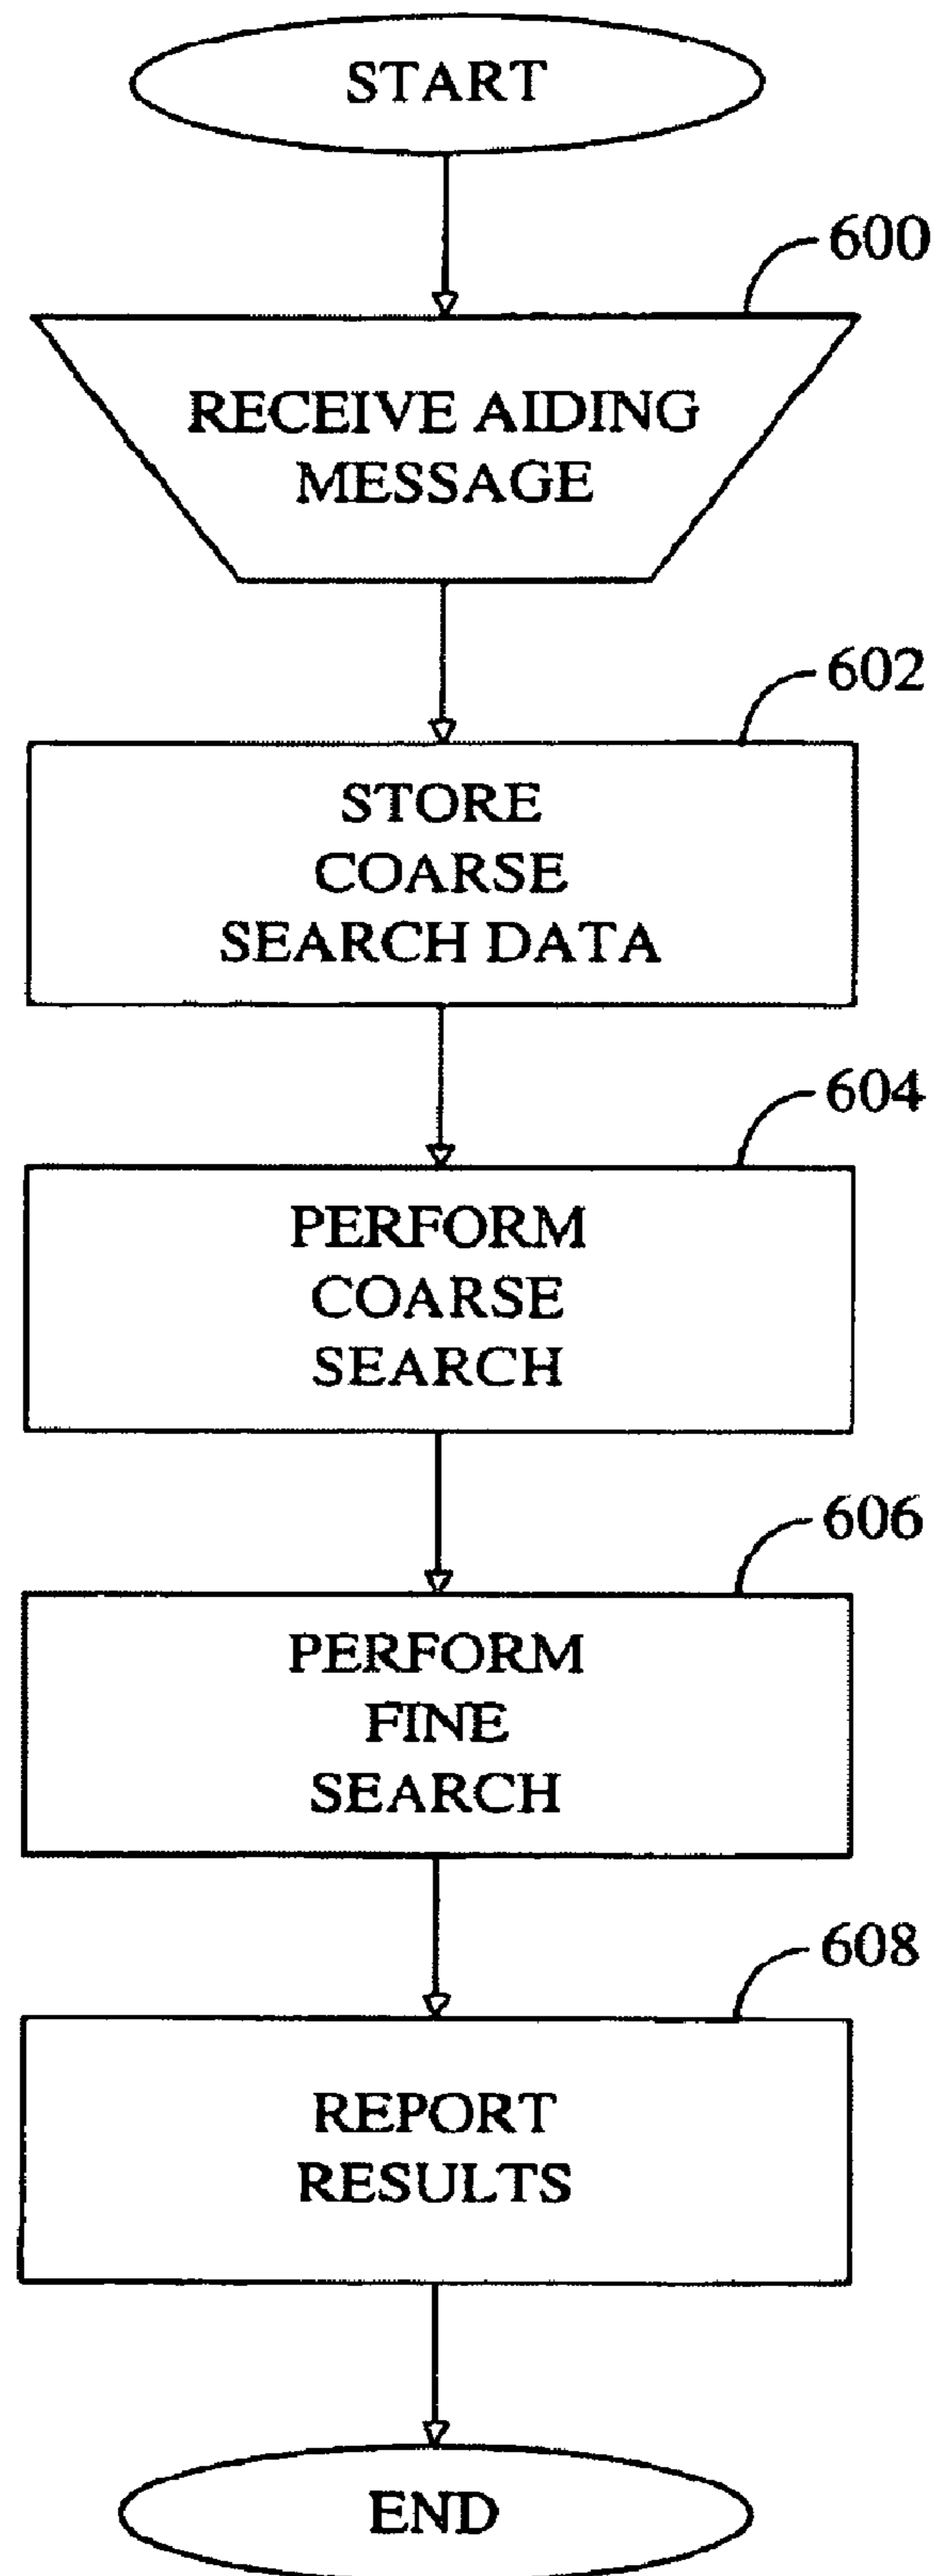 START
600
RECEIVE AIDING
MESSAGE
602
STORE
COARSE
SEARCH DATA
604
PERFORM
COARSE
SEARCH
606
PERFORM
FINE
SEARCH
608
REPORT
RESULTS
END